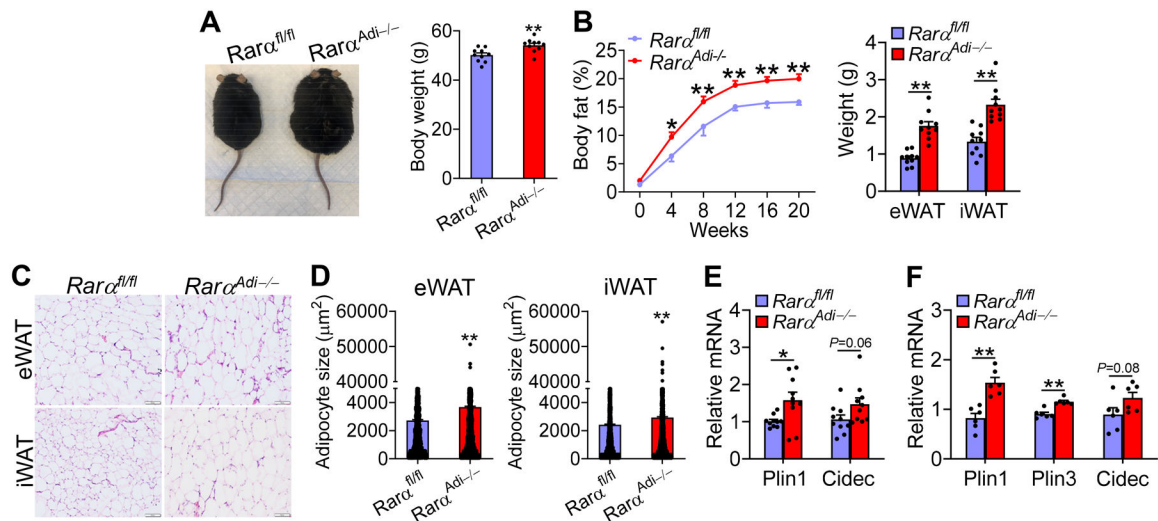 A
Rarα^fl/fl
Rarα^Adi–/–
Body weight (g)
60
40
20
0
**
Rarα^fl/fl
Rarα^Adi–/–
B
Rarα^fl/fl
Rarα^Adi-/-
Body fat (%)
25
20
15
10
5
0
* ** ** ** **
0 4 8 12 16 20
Weeks
Rarα^fl/fl
Rarα^Adi–/–
Weight (g)
4
3
2
1
0
** **
eWAT iWAT
C
Rarα^fl/fl Rarα^Adi–/–
eWAT
iWAT
D
eWAT
Adipocyte size (μm²)
60000
50000
40000
4000
2000
0
**
Rarα^fl/fl
Rarα^Adi–/–
iWAT
Adipocyte size (μm²)
60000
50000
40000
4000
2000
0
**
Rarα^fl/fl
Rarα^Adi–/–
E
Rarα^fl/fl
Rarα^Adi–/–
Relative mRNA
4
3
2
1
0
*
P=0.06
Plin1 Cidec
F
Rarα^fl/fl
Rarα^Adi–/–
Relative mRNA
3
2
1
0
**
**
P=0.08
Plin1 Plin3 Cidec